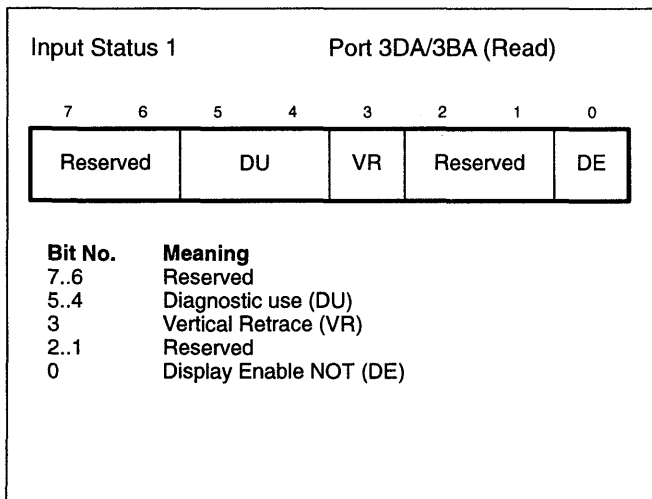 Input Status 1 Port 3DA/3BA (Read)
7 6 5 4 3 2 1 0
Reserved DU VR Reserved DE
Bit No. Meaning
7..6 Reserved
5..4 Diagnostic use (DU)
3 Vertical Retrace (VR)
2..1 Reserved
0 Display Enable NOT (DE)